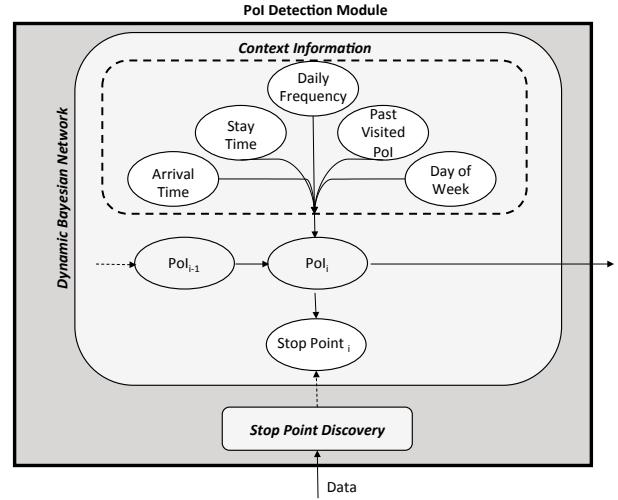 PoI Detection Module
Context Information
Daily
Frequency
Stay
Time
Past
Visited
PoI
Arrival
Time
Day of
Week
Dynamic Bayesian Network
PoI i-1
PoI i
Stop Point i
Stop Point Discovery
Data